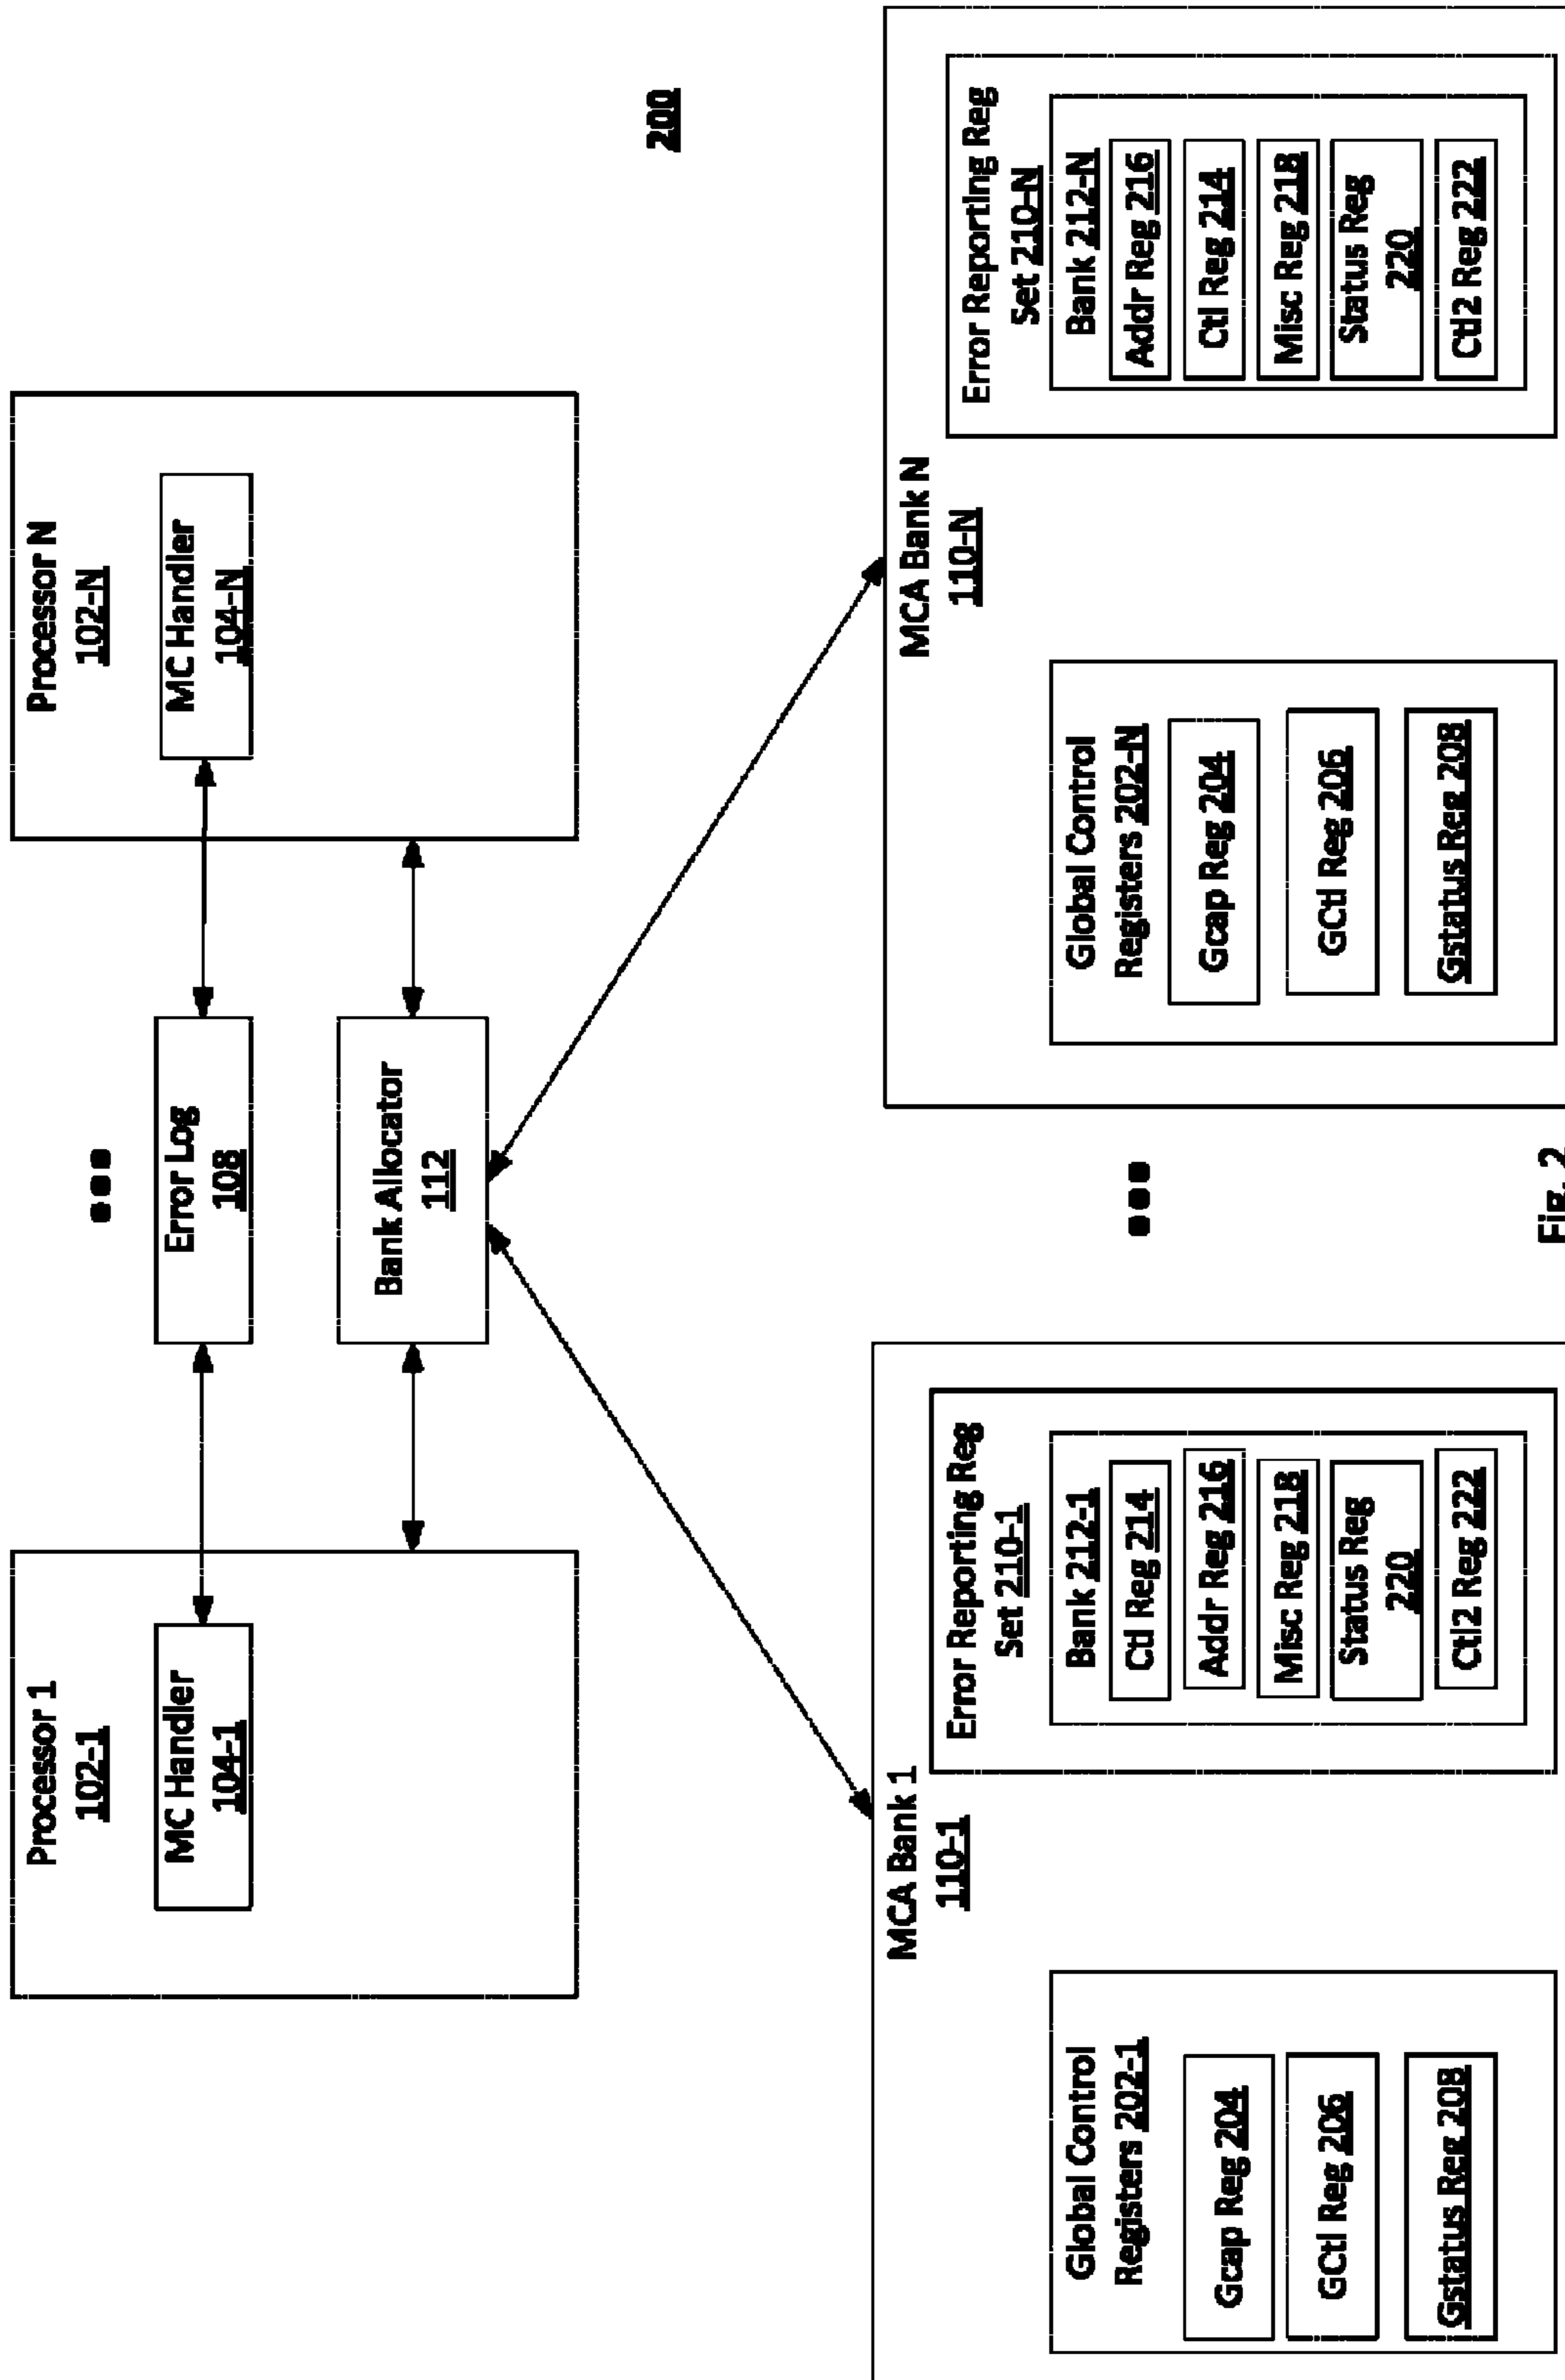 Processor 1
102-1
MC Handler
104-1
Error Log
108
Processor N
102-N
MC Handler
104-N
Bank Allocator
112
200
MCA Bank 1
110-1
Global Control
Registers 202-1
Gcap Reg 204
GCtl Reg 206
Gstatus Reg 208
Error Reporting Reg
Set 210-1
Bank 212-1
Ctl Reg 214
Addr Reg 216
Misc Reg 218
Status Reg
220
Ctl2 Reg 222
MCA Bank N
110-N
Global Control
Registers 202-N
Gcap Reg 204
GCtl Reg 206
Gstatus Reg 208
Error Reporting Reg
Set 210-N
Bank 212-N
Addr Reg 216
Ctl Reg 214
Misc Reg 218
Status Reg
220
Ctl2 Reg 222
Fig. 2